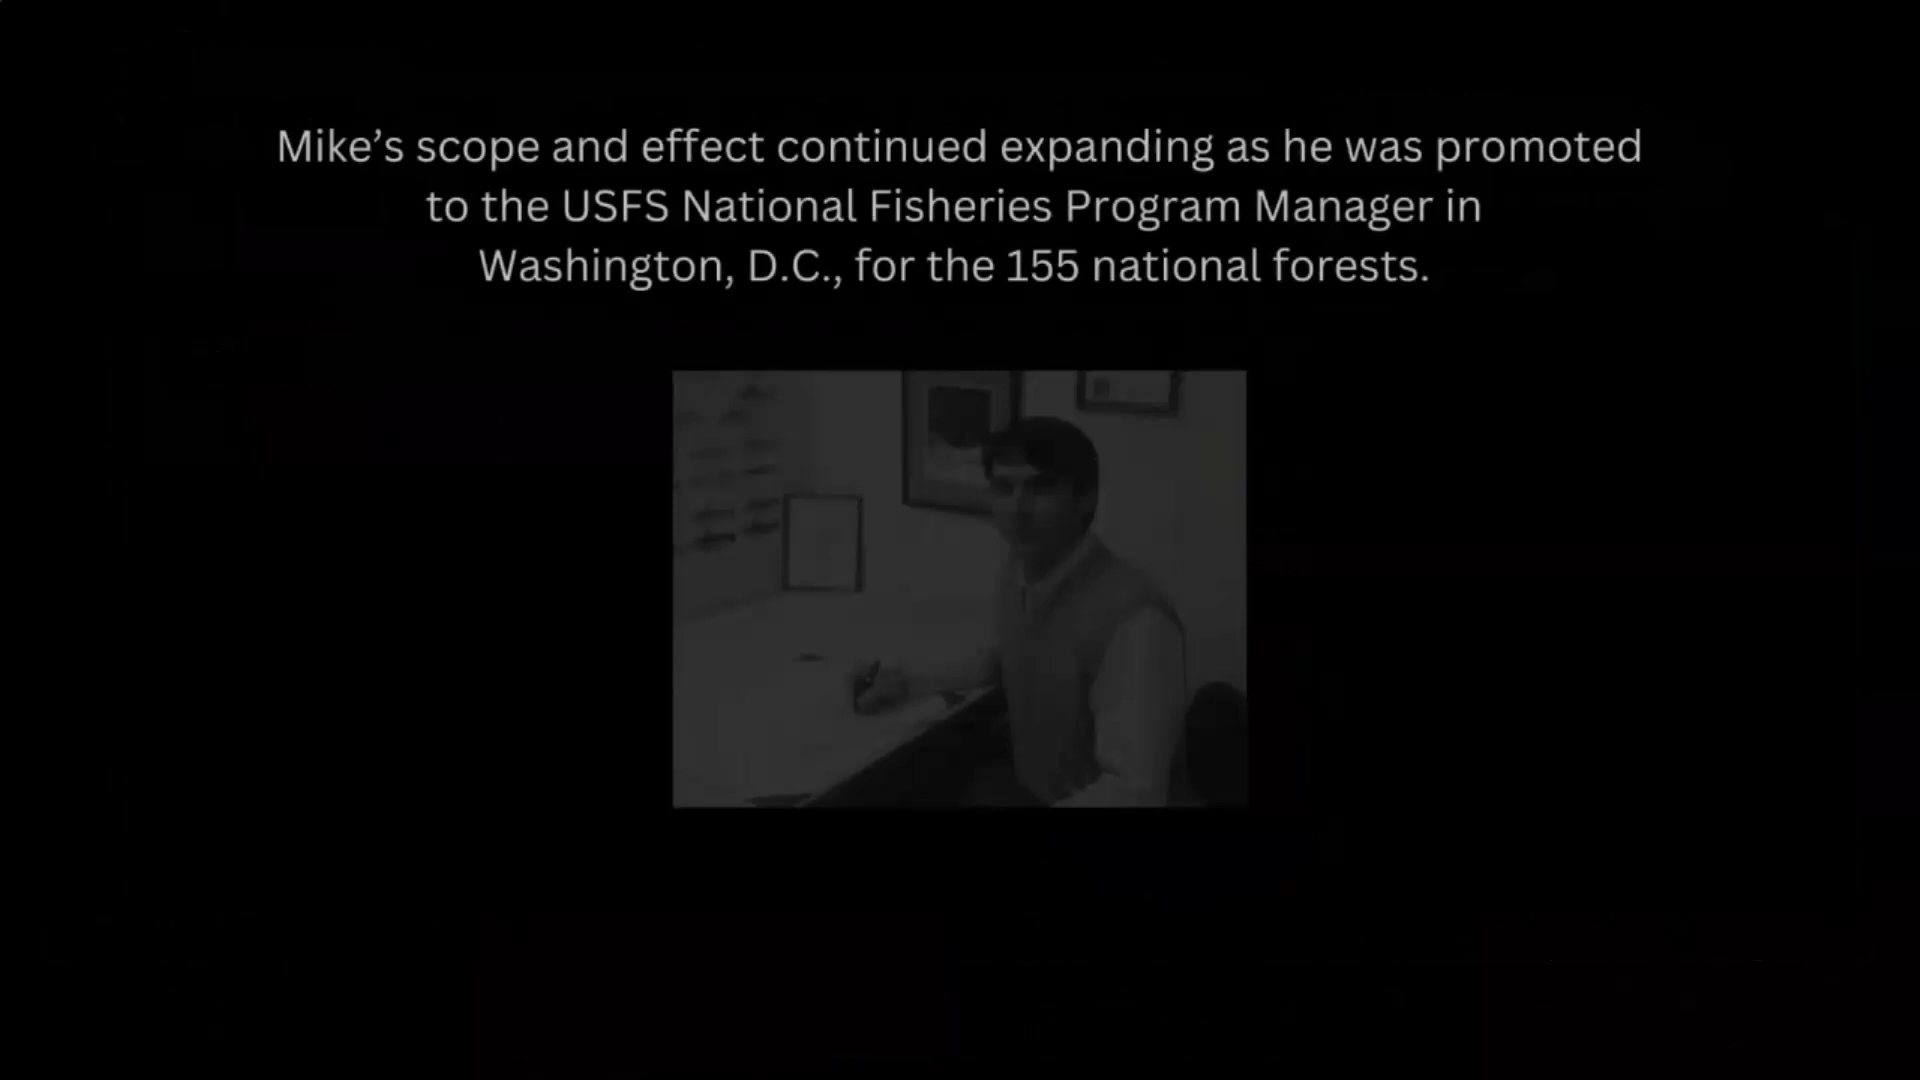 Mike’s scope and effect continued expanding as he was promoted
to the USFS National Fisheries Program Manager in
Washington, D.C., for the 155 national forests.